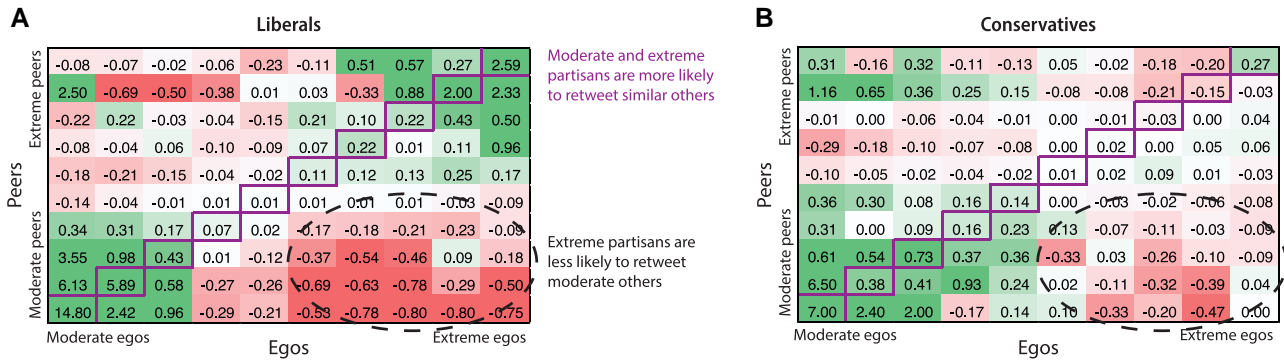 A
Liberals
Extreme peers
Peers
Moderate peers
-0.08 -0.07 -0.02 -0.06 -0.23 -0.11 0.51 0.57 0.27 2.59
2.50 -0.69 -0.50 -0.38 0.01 0.03 -0.33 0.88 2.00 2.33
-0.22 0.22 -0.03 -0.04 -0.15 0.21 0.10 0.22 0.43 0.50
-0.08 -0.04 0.06 -0.10 -0.09 0.07 0.22 0.01 0.11 0.96
-0.18 -0.21 -0.15 -0.04 -0.02 0.11 0.12 0.13 0.25 0.17
-0.14 -0.04 -0.01 0.01 0.01 0.01 0.01 0.01 -0.03 -0.09
0.34 0.31 0.17 0.07 0.02 -0.17 -0.18 -0.21 -0.23 -0.09
3.55 0.98 0.43 0.01 -0.12 -0.37 -0.54 -0.46 0.09 -0.18
6.13 5.89 0.58 -0.27 -0.26 -0.69 -0.63 -0.78 -0.29 -0.50
14.80 2.42 0.96 -0.29 -0.21 -0.53 -0.78 -0.80 -0.80 -0.75
Moderate egos
Egos
Extreme egos
Moderate and extreme
partisans are more likely
to retweet similar others
Extreme partisans are
less likely to retweet
moderate others
B
Conservatives
Extreme peers
Peers
Moderate peers
0.31 -0.16 0.32 -0.11 -0.13 0.05 -0.02 -0.18 -0.20 0.27
1.16 0.65 0.36 0.25 0.15 -0.08 -0.08 -0.21 -0.15 -0.03
-0.01 0.00 -0.06 -0.04 -0.01 0.00 -0.01 -0.03 0.00 0.04
-0.29 -0.18 -0.10 -0.07 -0.08 0.00 0.02 0.00 0.05 0.06
-0.10 -0.05 -0.02 -0.02 -0.02 0.01 0.02 0.09 0.01 -0.03
0.36 0.30 0.08 0.16 0.14 0.00 -0.03 -0.02 -0.06 -0.08
0.31 0.00 0.09 0.16 0.23 0.13 -0.07 -0.11 -0.03 -0.09
0.61 0.54 0.73 0.37 0.36 -0.33 0.03 -0.26 -0.10 -0.09
6.50 0.38 0.41 0.93 0.24 0.02 -0.11 -0.32 -0.39 0.04
7.00 2.40 2.00 -0.17 0.14 0.10 -0.33 -0.20 -0.47 0.00
Moderate egos
Egos
Extreme egos